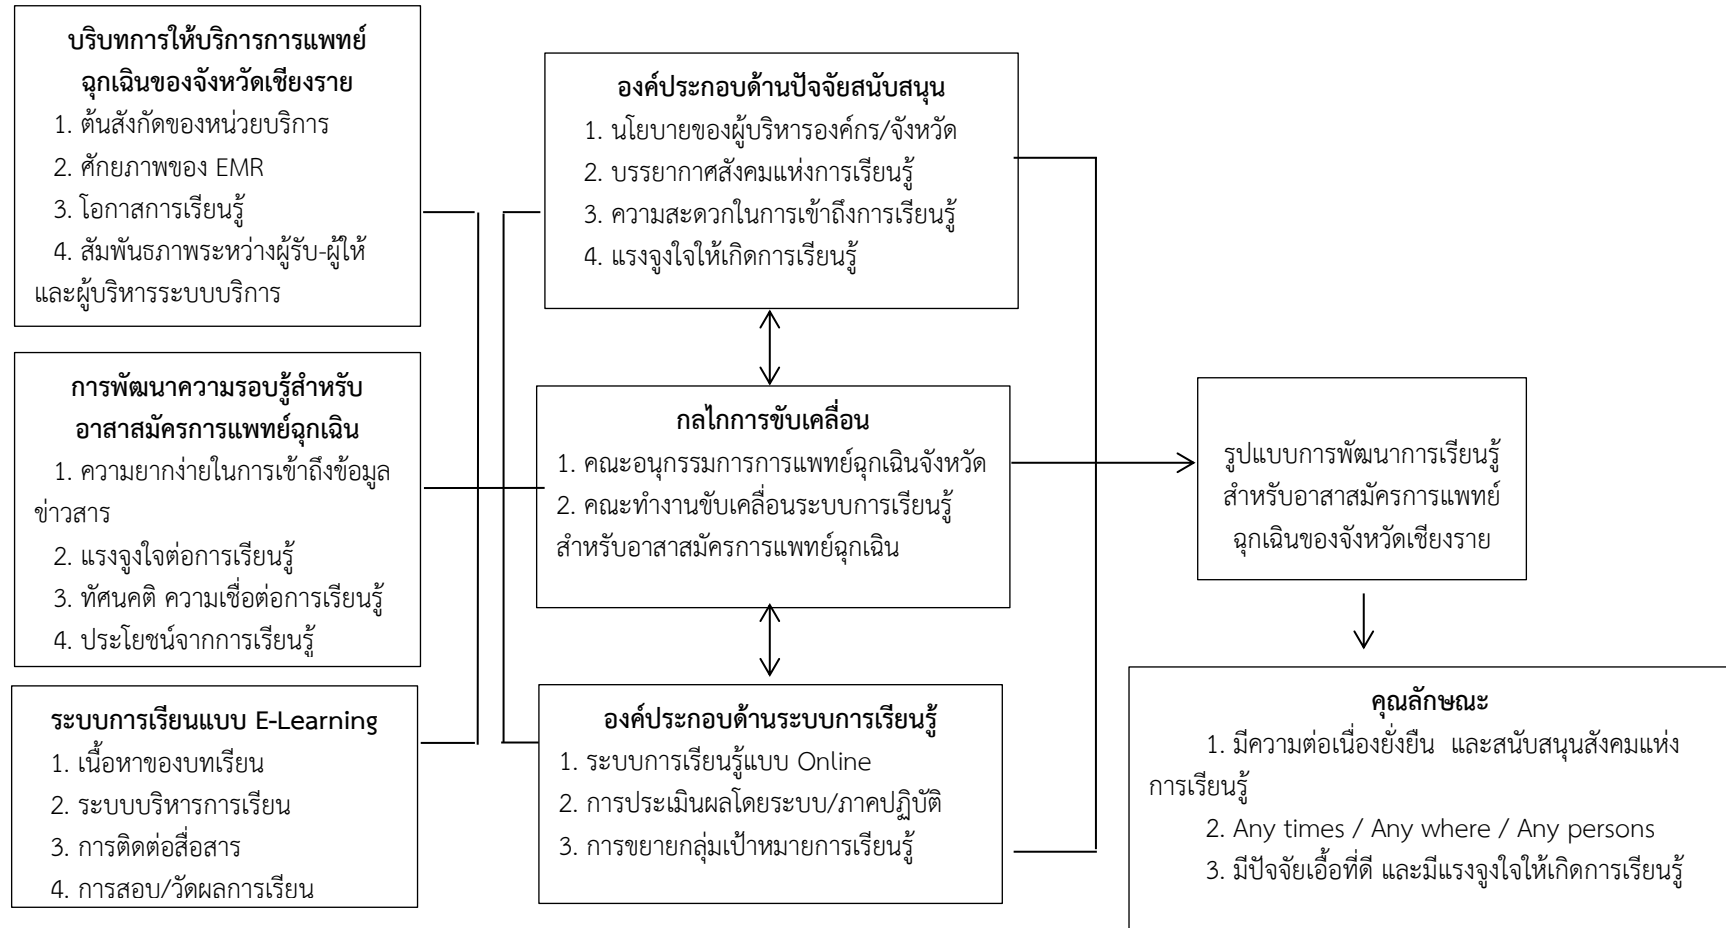 บริบทการให้บริการการแพทย์
ฉุกเฉินของจังหวัดเชียงราย
1. ต้นสังกัดของหน่วยบริการ
2. ศักยภาพของ EMR
3. โอกาสการเรียนรู้
4. สัมพันธภาพระหว่างผู้รับ-ผู้ให้
และผู้บริหารระบบบริการ
การพัฒนาความรอบรู้สำหรับ
อาสาสมัครการแพทย์ฉุกเฉิน
1. ความยากง่ายในการเข้าถึงข้อมูล
ข่าวสาร
2. แรงจูงใจต่อการเรียนรู้
3. ทัศนคติ ความเชื่อต่อการเรียนรู้
4. ประโยชน์จากการเรียนรู้
ระบบการเรียนแบบ E-Learning
1. เนื้อหาของบทเรียน
2. ระบบบริหารการเรียน
3. การติดต่อสื่อสาร
4. การสอบ/วัดผลการเรียน
องค์ประกอบด้านปัจจัยสนับสนุน
1. นโยบายของผู้บริหารองค์กร/จังหวัด
2. บรรยากาศสังคมแห่งการเรียนรู้
3. ความสะดวกในการเข้าถึงการเรียนรู้
4. แรงจูงใจให้เกิดการเรียนรู้
กลไกการขับเคลื่อน
1. คณะอนุกรรมการการแพทย์ฉุกเฉินจังหวัด
2. คณะทำงานขับเคลื่อนระบบการเรียนรู้
สำหรับอาสาสมัครการแพทย์ฉุกเฉิน
องค์ประกอบด้านระบบการเรียนรู้
1. ระบบการเรียนรู้แบบ Online
2. การประเมินผลโดยระบบ/ภาคปฏิบัติ
3. การขยายกลุ่มเป้าหมายการเรียนรู้
รูปแบบการพัฒนาการเรียนรู้
สำหรับอาสาสมัครการแพทย์
ฉุกเฉินของจังหวัดเชียงราย
คุณลักษณะ
1. มีความต่อเนื่องยั่งยืน และสนับสนุนสังคมแห่ง
การเรียนรู้
2. Any times / Any where / Any persons
3. มีปัจจัยเอื้อที่ดี และมีแรงจูงใจให้เกิดการเรียนรู้